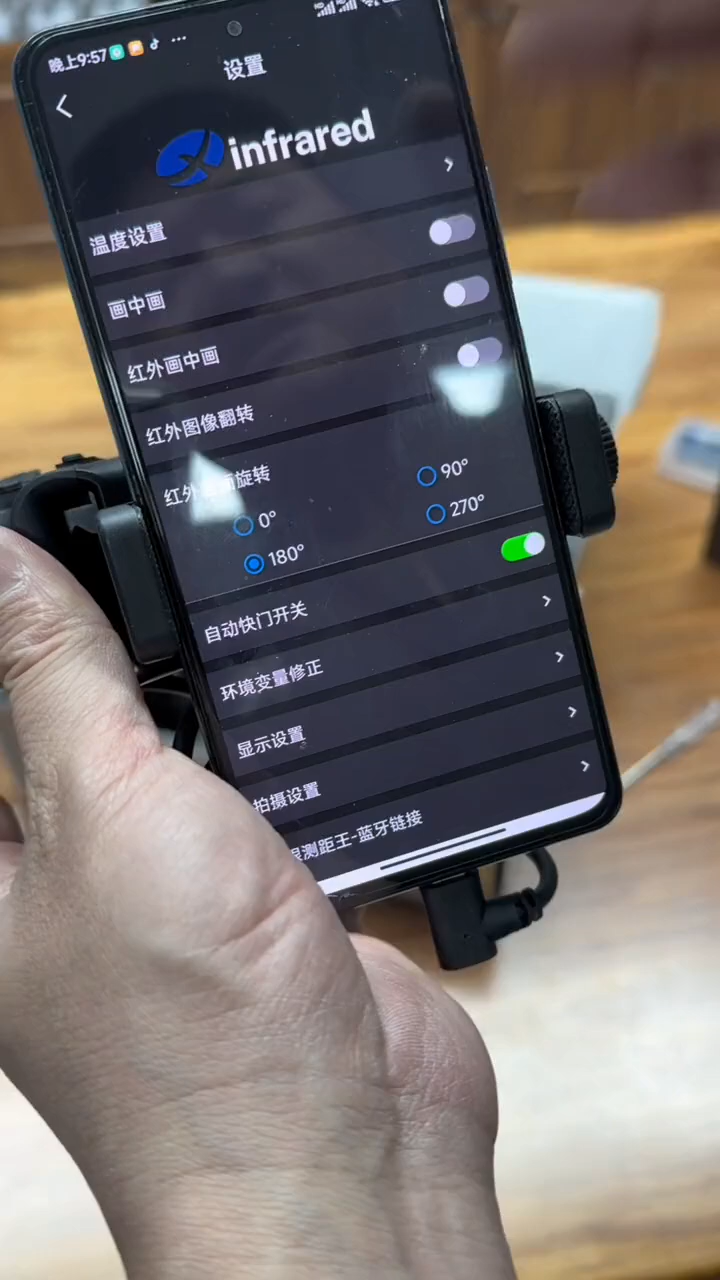 晚上9:57
设置
infrared
温度设置
画中画
红外画中画
红外图像翻转
红外 旋转
0°
90°
180°
270°
自动快门开关
环境变量修正
显示设置
拍摄设置
测距王-蓝牙链接